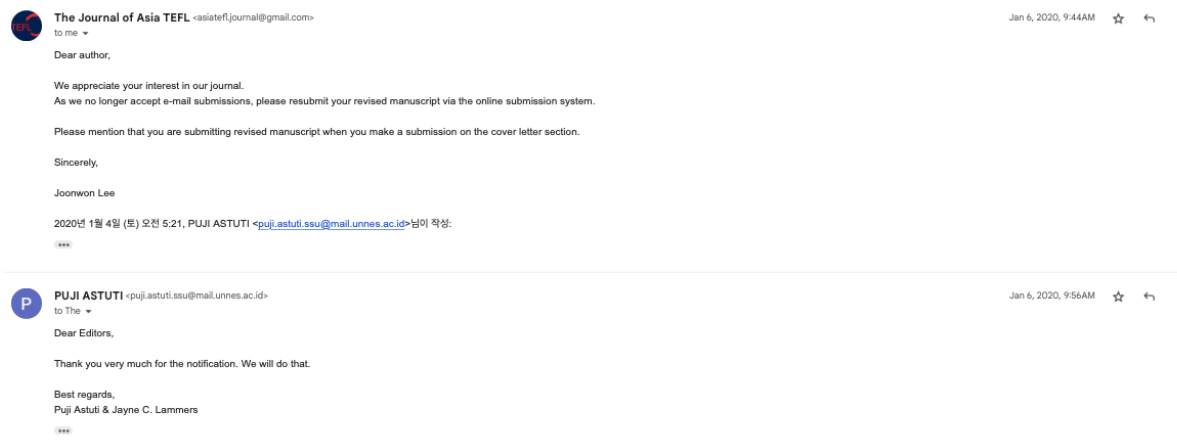 The Journal of Asia TEFL <asiatefl.journal@gmail.com>
Jan 6, 2020, 9:44AM
to me
TEFL
Dear author,
We appreciate your interest in our journal.
As we no longer accept e-mail submissions, please resubmit your revised manuscript via the online submission system.
Please mention that you are submitting revised manuscript when you make a submission on the cover letter section.
Sincerely,
Joonwon Lee
2020년 1월 4일 (토) 오전 5:21, PUJI ASTUTI <puji.astuti.ssu@mail.unnes.ac.id>님이 작성:
P
PUJI ASTUTI <puji.astuti.ssu@mail.unnes.ac.id>
Jan 6, 2020, 9:56AM
to The
Dear Editors,
Thank you very much for the notification. We will do that.
Best regards,
Puji Astuti & Jayne C. Lammers